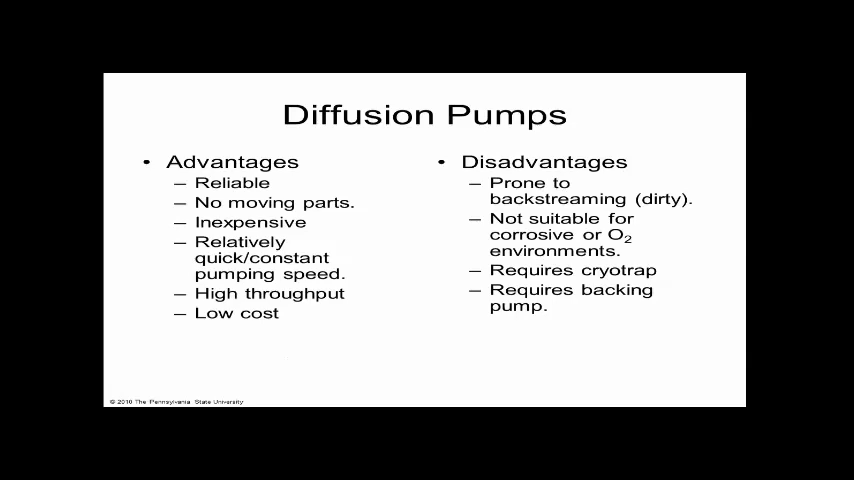 Diffusion Pumps
• Advantages
– Reliable
– No moving parts.
– Inexpensive
– Relatively
quick/constant
pumping speed.
– High throughput
– Low cost
• Disadvantages
– Prone to
backstreaming (dirty).
– Not suitable for
corrosive or O₂
environments.
– Requires cryotrap
– Requires backing
pump.
© 2010 The Pennsylvania State University